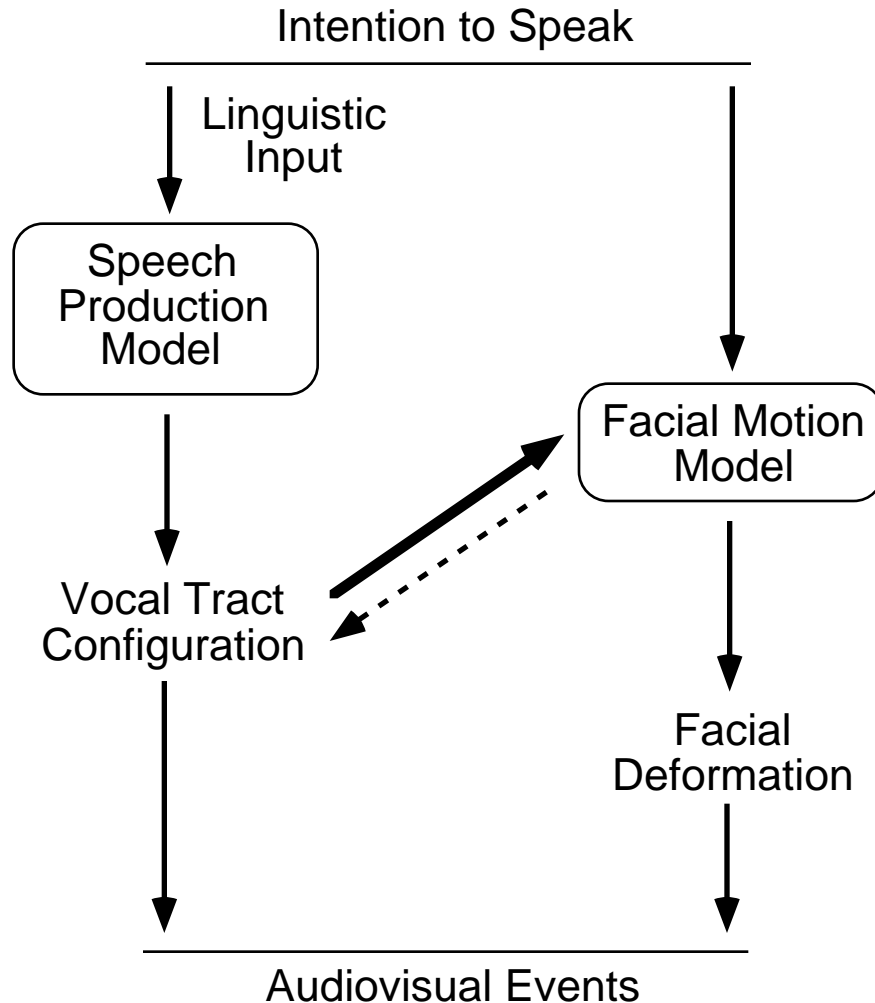 Intention to Speak
Linguistic
Input
Speech
Production
Model
Facial Motion
Model
Vocal Tract
Configuration
Facial
Deformation
Audiovisual Events